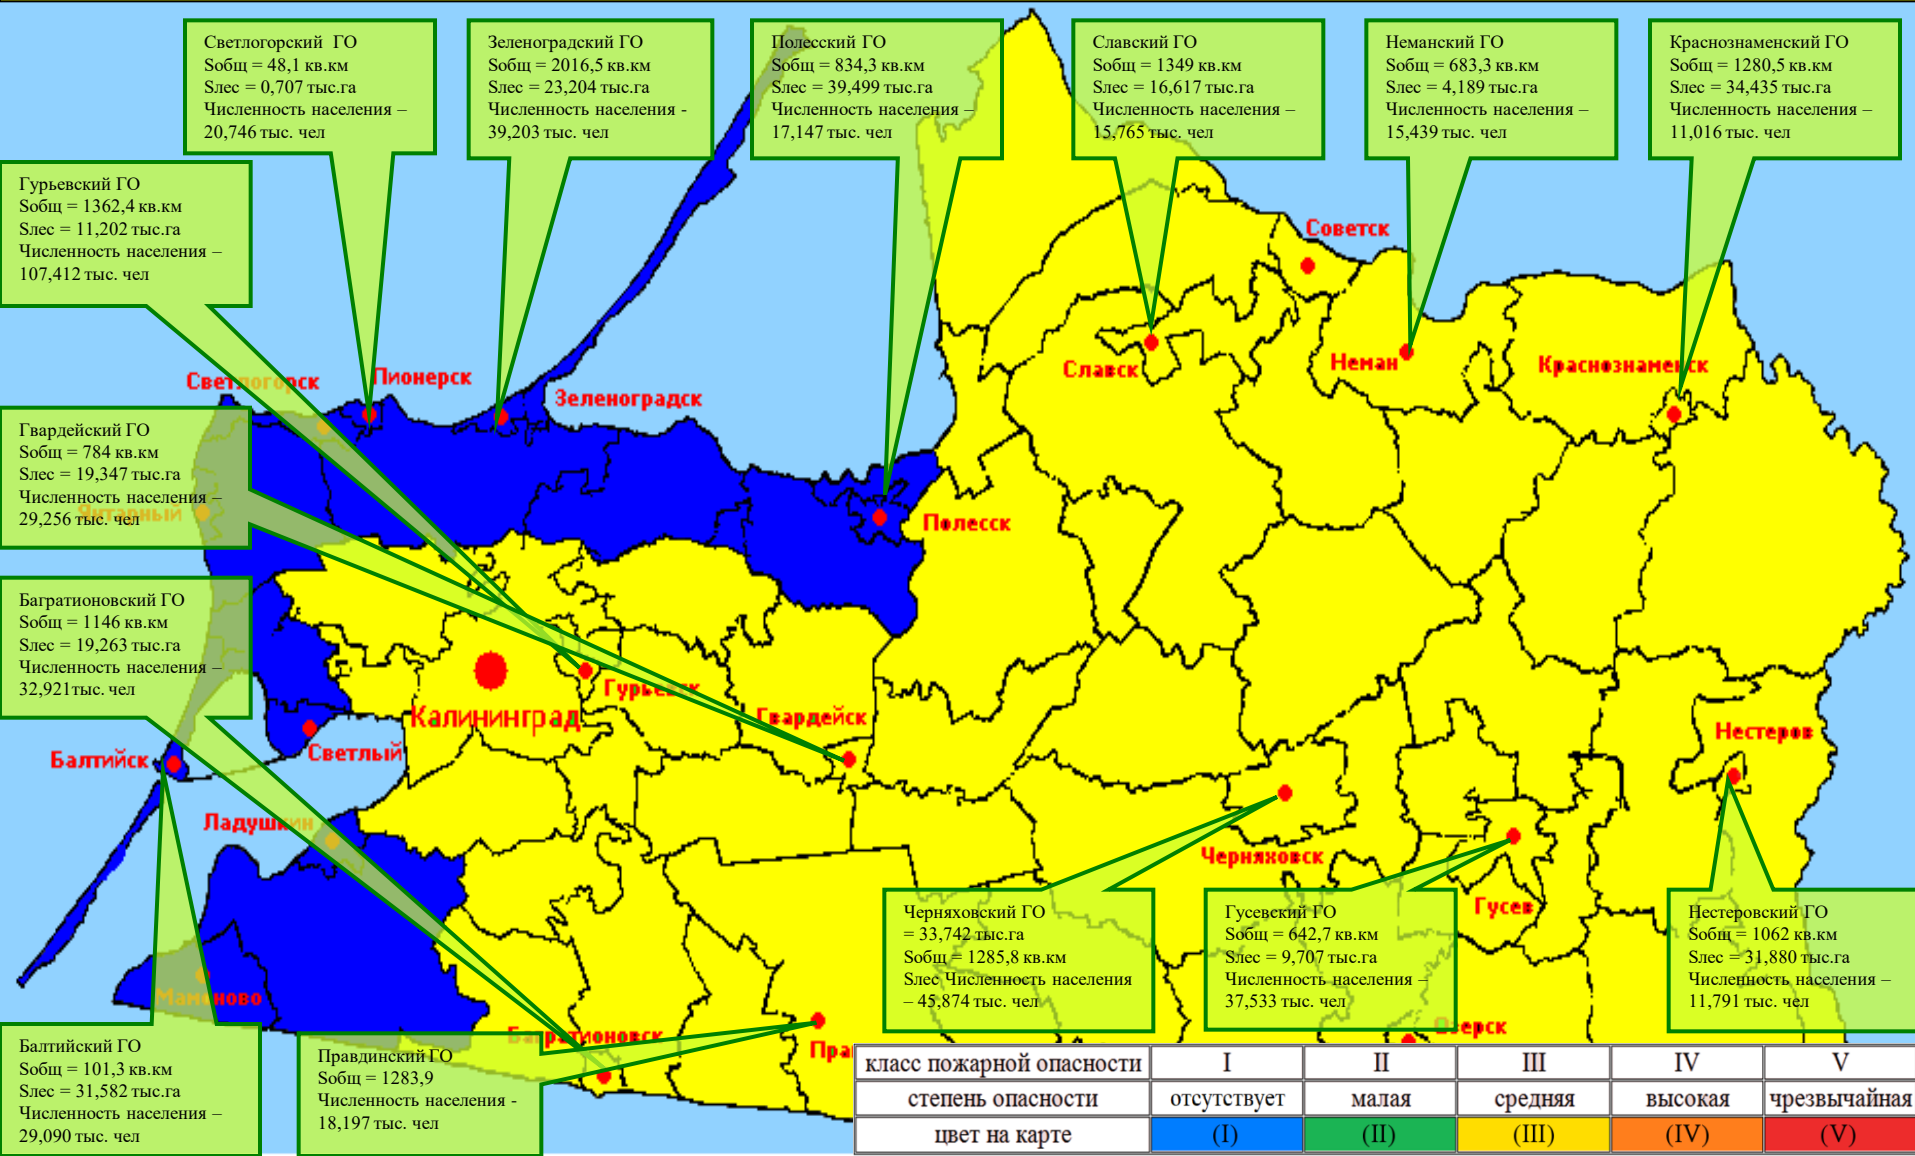 Светлогорский ГО
Sобщ = 48,1 кв.км
Sлес = 0,707 тыс.га
Численность населения –
20,746 тыс. чел
Зеленоградский ГО
Sобщ = 2016,5 кв.км
Sлес = 23,204 тыс.га
Численность населения -
39,203 тыс. чел
Полесский ГО
Sобщ = 834,3 кв.км
Sлес = 39,499 тыс.га
Численность населения –
17,147 тыс. чел
Славский ГО
Sобщ = 1349 кв.км
Sлес = 16,617 тыс.га
Численность населения –
15,765 тыс. чел
Неманский ГО
Sобщ = 683,3 кв.км
Sлес = 4,189 тыс.га
Численность населения –
15,439 тыс. чел
Краснознаменский ГО
Sобщ = 1280,5 кв.км
Sлес = 34,435 тыс.га
Численность населения –
11,016 тыс. чел
Гурьевский ГО
Sобщ = 1362,4 кв.км
Sлес = 11,202 тыс.га
Численность населения –
107,412 тыс. чел
Советск
Славск
Неман
Краснознаменск
Светлогорск
Пионерск
Зеленоградск
Гвардейский ГО
Sобщ = 784 кв.км
Sлес = 19,347 тыс.га
Численность населения –
29,256 тыс. чел
Янтарный
Полесск
Багратионовский ГО
Sобщ = 1146 кв.км
Sлес = 19,263 тыс.га
Численность населения –
32,921тыс. чел
Гурьевск
Калининград
Гвардейск
Нестеров
Балтийск
Светлый
Ладушкин
Черняховск
Гусев
Черняховский ГО
= 33,742 тыс.га
Sобщ = 1285,8 кв.км
Sлес Численность населения
– 45,874 тыс. чел
Гусевский ГО
Sобщ = 642,7 кв.км
Sлес = 9,707 тыс.га
Численность населения –
37,533 тыс. чел
Нестеровский ГО
Sобщ = 1062 кв.км
Sлес = 31,880 тыс.га
Численность населения –
11,791 тыс. чел
Мамоново
Багратионовск
Озерск
Прав
Балтийский ГО
Sобщ = 101,3 кв.км
Sлес = 31,582 тыс.га
Численность населения –
29,090 тыс. чел
Правдинский ГО
Sобщ = 1283,9
Численность населения -
18,197 тыс. чел
класс пожарной опасности I II III IV V
степень опасности отсутствует малая средняя высокая чрезвычайная
цвет на карте (I) (II) (III) (IV) (V)